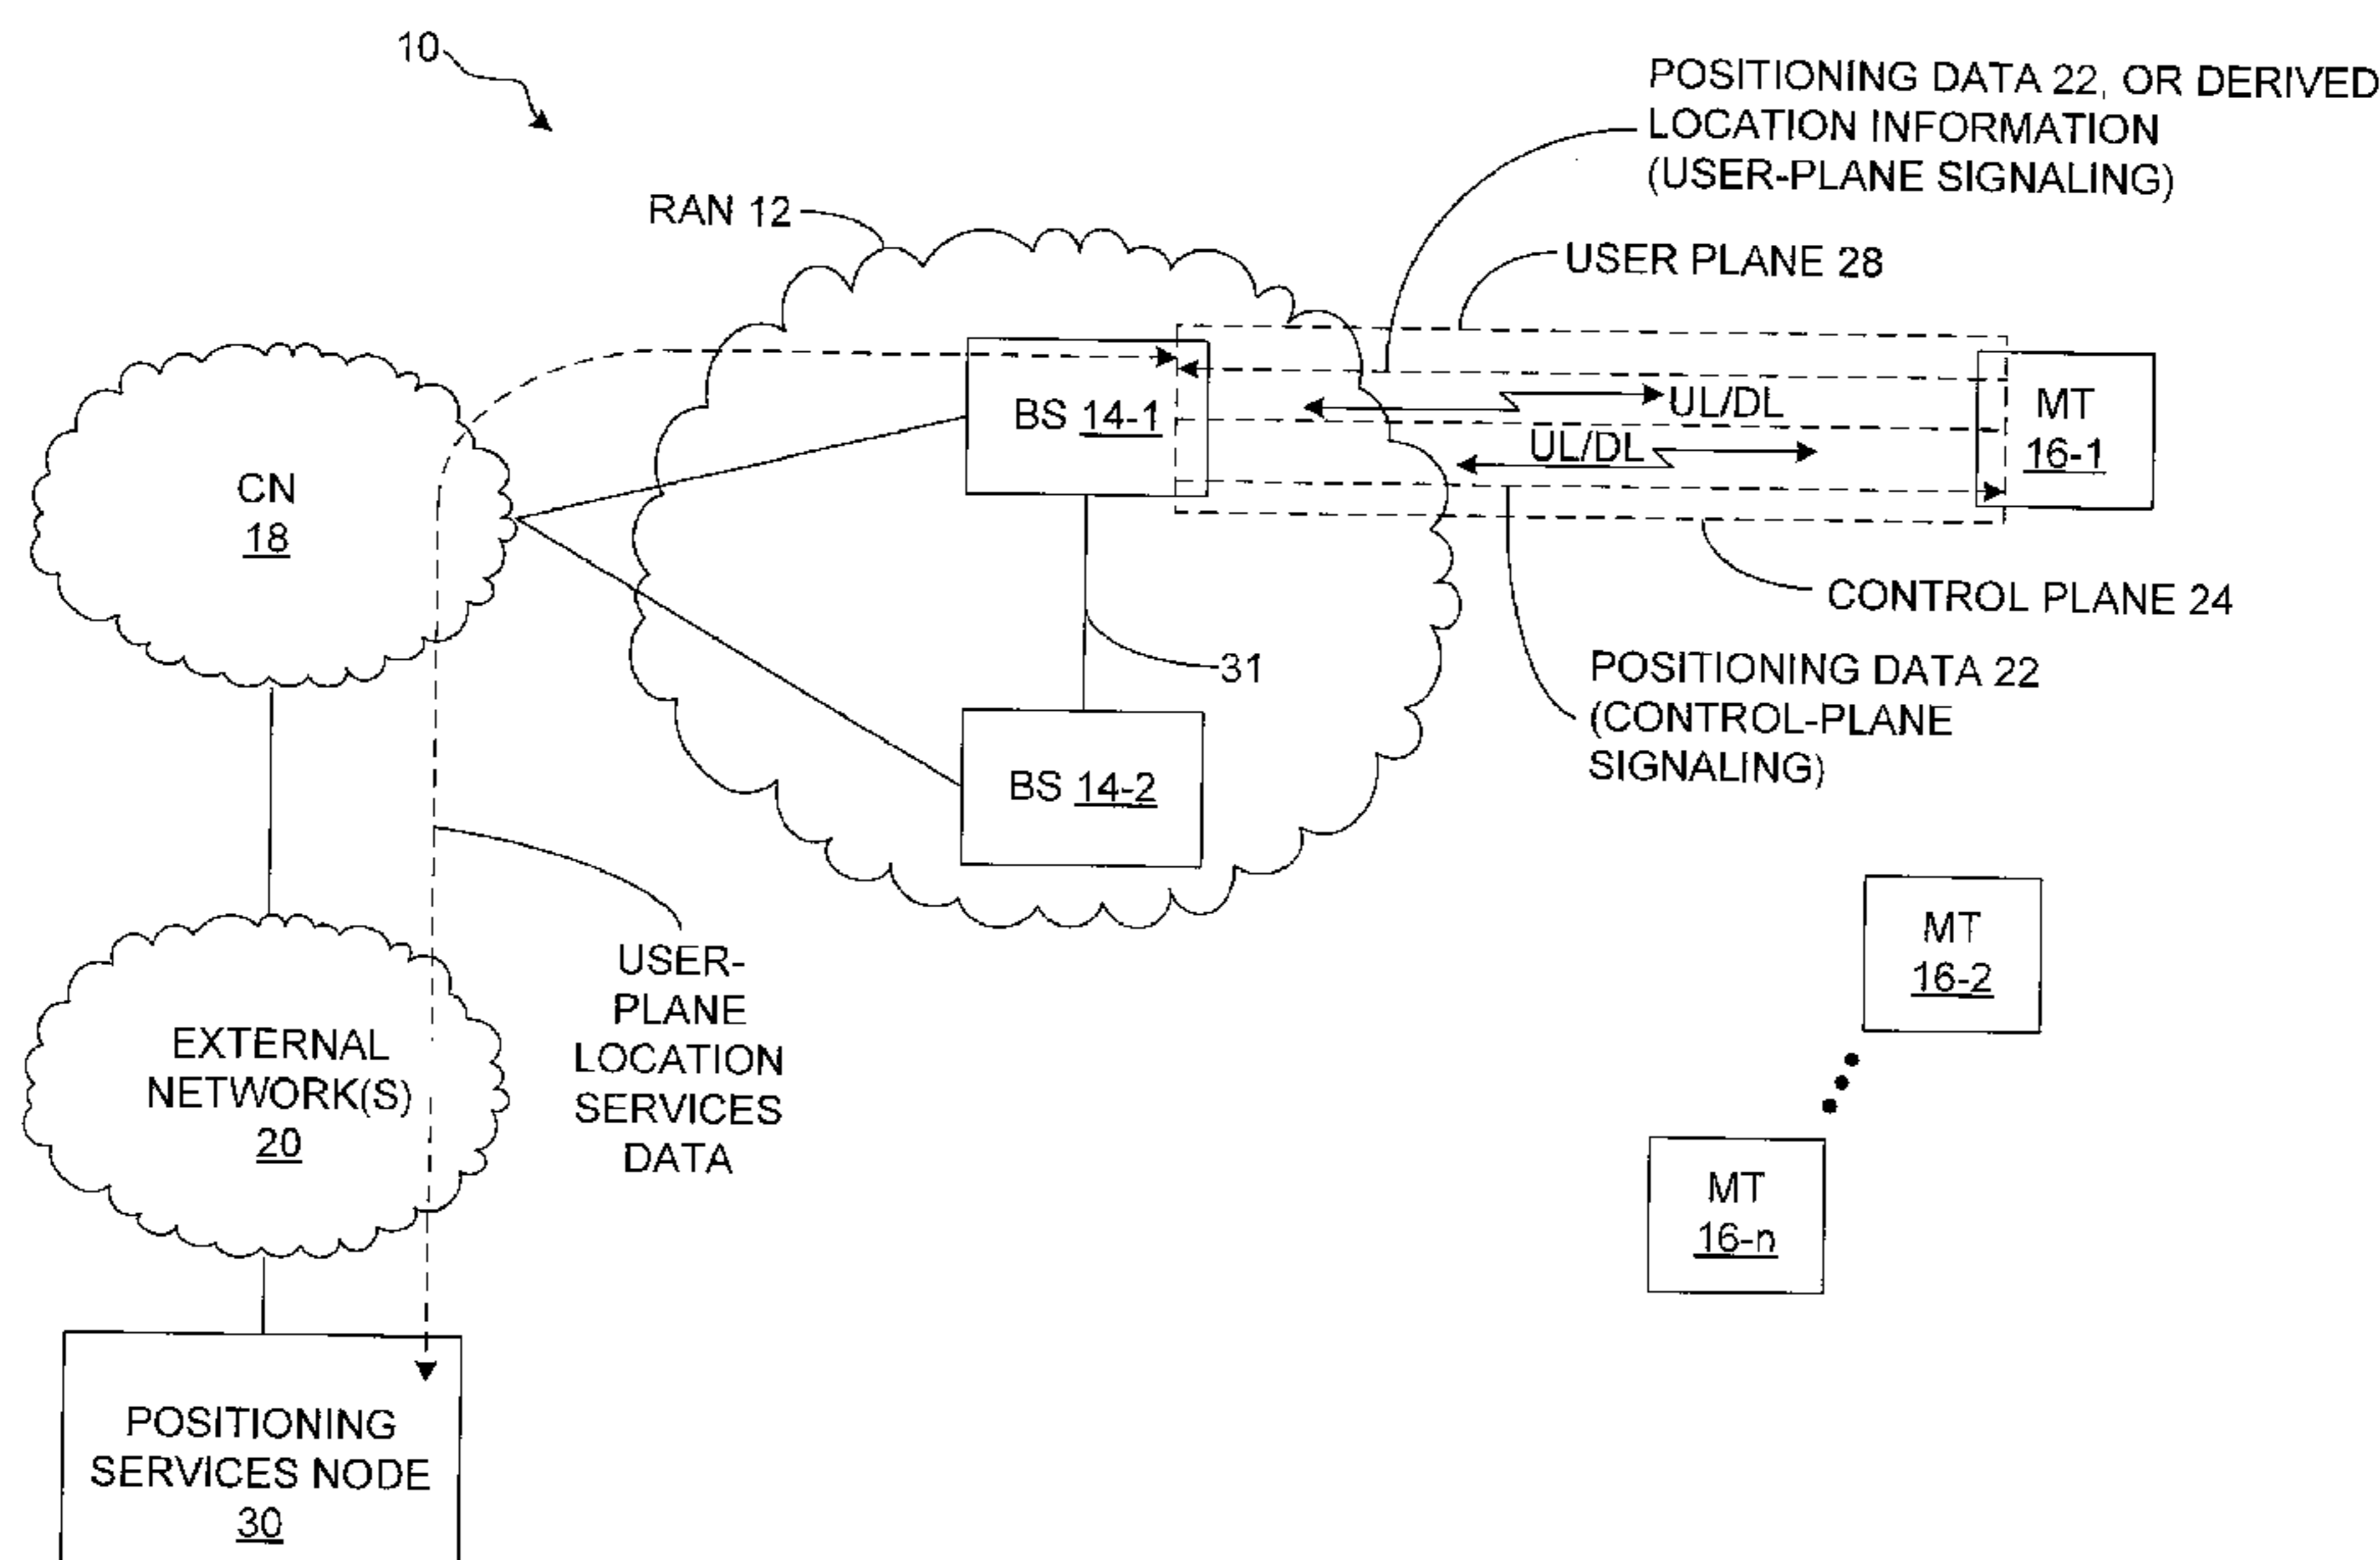 10
POSITIONING DATA 22, OR DERIVED
LOCATION INFORMATION
(USER-PLANE SIGNALING)
RAN 12
USER PLANE 28
BS 14-1
UL/DL
MT
16-1
UL/DL
CN
18
CONTROL PLANE 24
31
POSITIONING DATA 22
(CONTROL-PLANE
SIGNALING)
BS 14-2
MT
16-2
USER-
PLANE
LOCATION
SERVICES
DATA
EXTERNAL
NETWORK(S)
20
MT
16-n
POSITIONING
SERVICES NODE
30